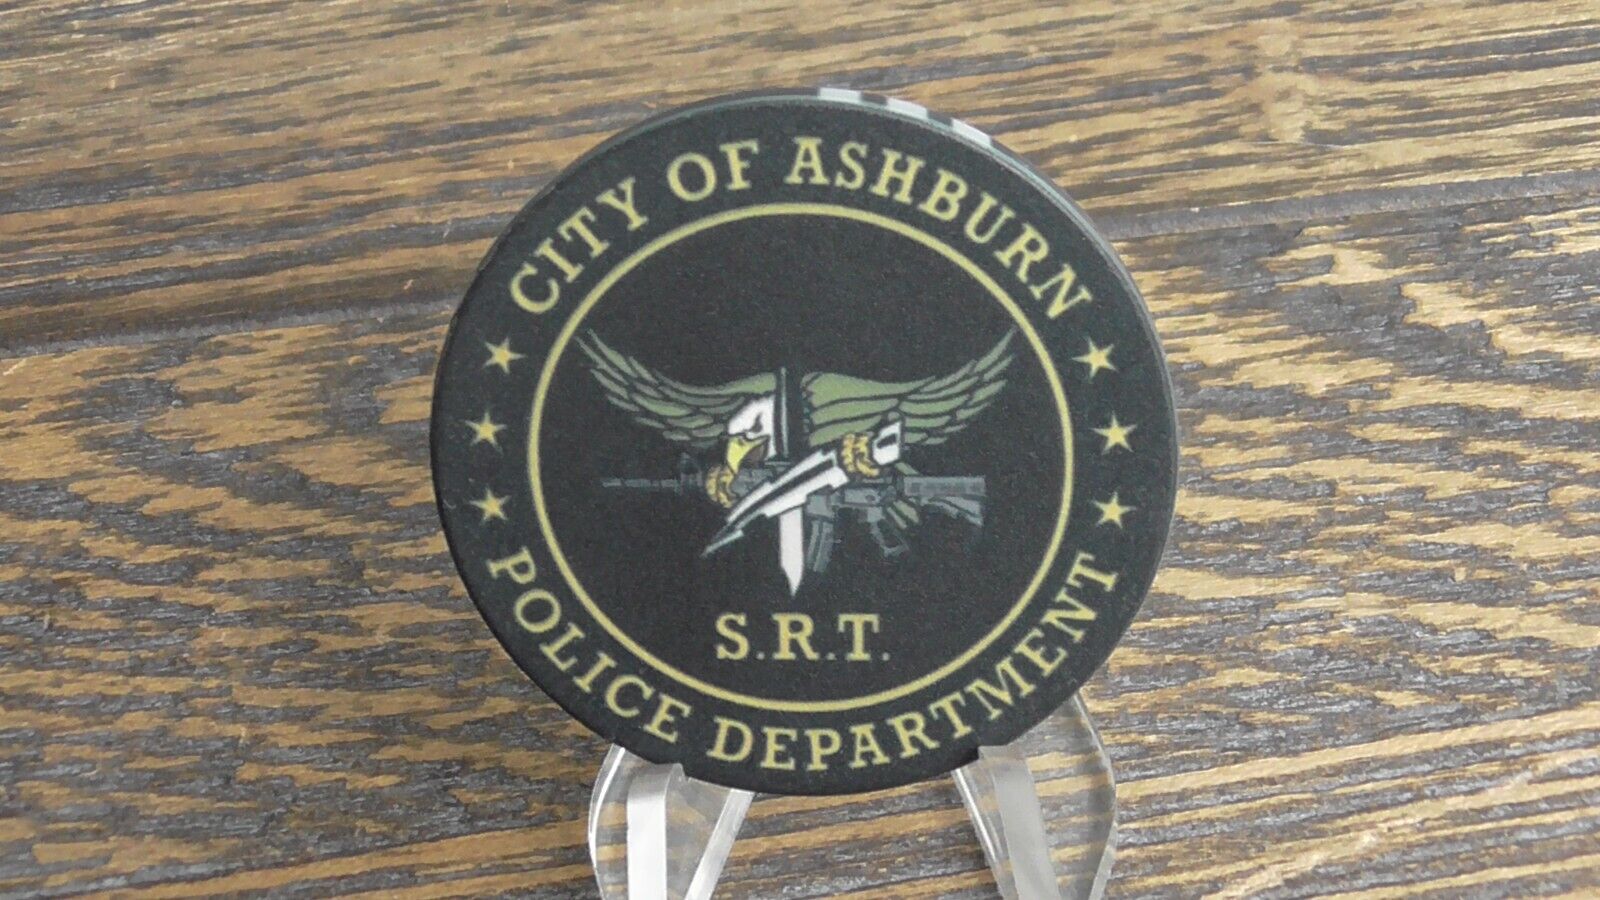 CITY OF ASHBURN
S.R.T.
POLICE DEPARTMENT